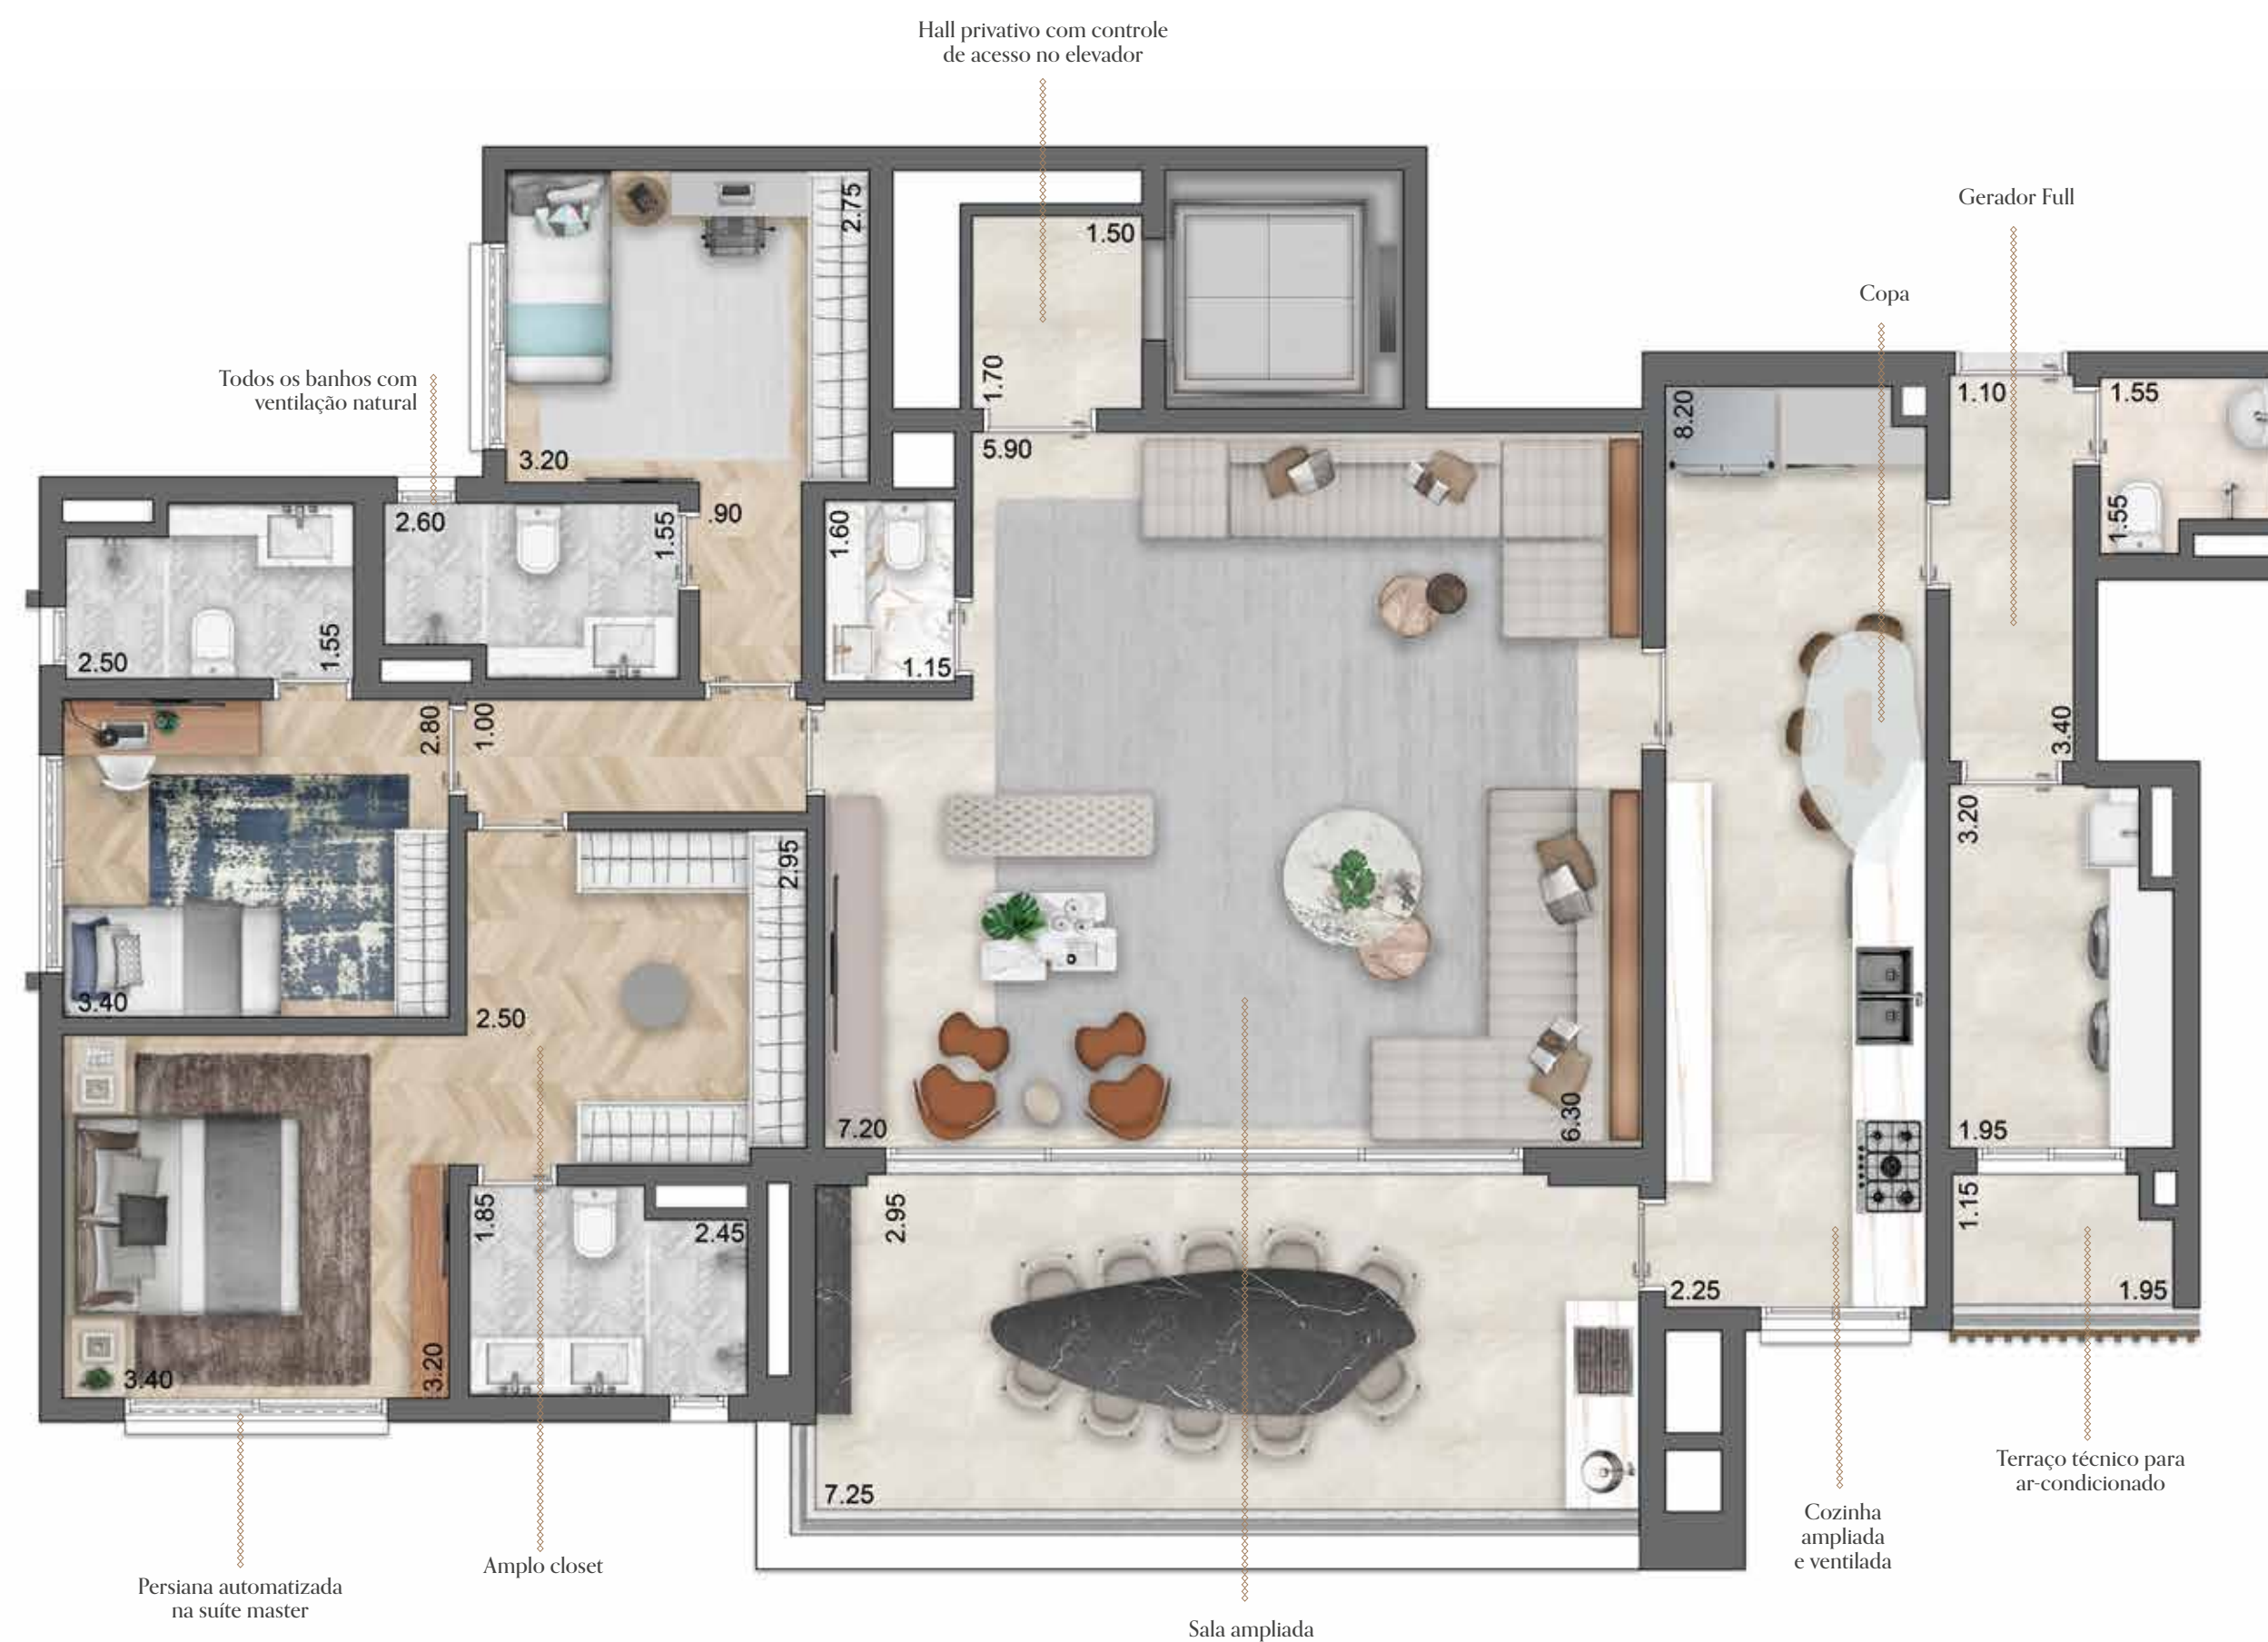 Hall privativo com controle
de acesso no elevador
Gerador Full
Copa
Todos os banhos com
ventilação natural
2.75
1.50
1.70
3.20
5.90
8.20
1.10
1.55
1.55
2.60
1.55
.90
1.60
1.15
2.50
1.55
2.80
1.00
3.40
3.20
2.95
3.40
2.50
7.20
6.30
1.95
1.85
2.45
2.95
1.15
1.95
2.25
3.40
3.20
7.25
Terraço técnico para
ar-condicionado
Cozinha
ampliada
e ventilada
Amplo closet
Persiana automatizada
na suíte master
Sala ampliada